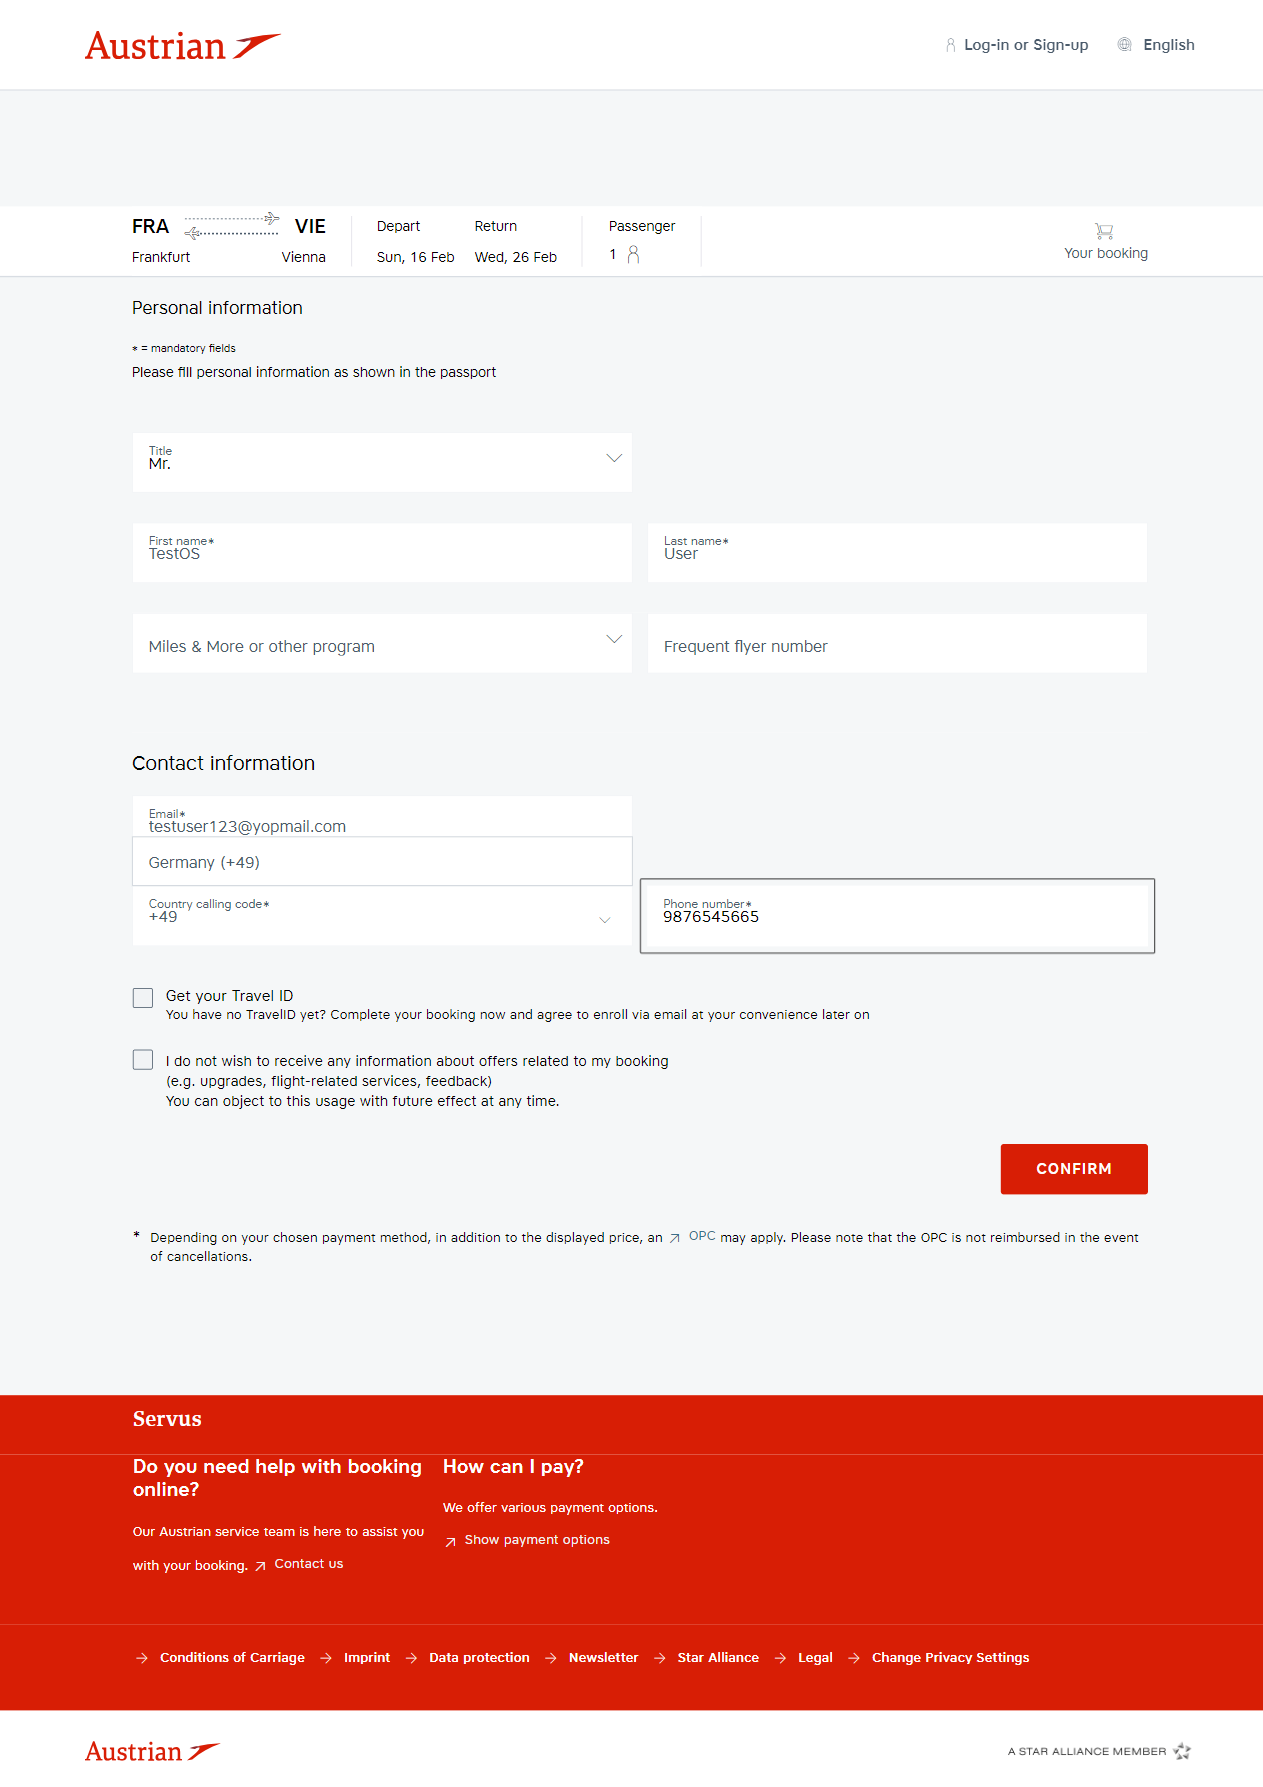 Austrian
Log-in or Sign-up
English
FRA VIE
Frankfurt Vienna
Depart Return
Sun, 16 Feb Wed, 26 Feb
Passenger
1
Your booking
Personal information
* = mandatory fields
Please fill personal information as shown in the passport
Title
Mr.
First name*
TestOS
Last name*
User
Miles & More or other program
Frequent flyer number
Contact information
Email*
testuser123@yopmail.com
Germany (+49)
Country calling code*
+49
Phone number*
9876545665
Get your Travel ID
You have no TravelID yet? Complete your booking now and agree to enroll via email at your convenience later on
I do not wish to receive any information about offers related to my booking
(e.g. upgrades, flight-related services, feedback)
You can object to this usage with future effect at any time.
CONFIRM
* Depending on your chosen payment method, in addition to the displayed price, an OPC may apply. Please note that the OPC is not reimbursed in the event
of cancellations.
Servus
Do you need help with booking
online?
Our Austrian service team is here to assist you
with your booking. Contact us
How can I pay?
We offer various payment options.
Show payment options
Conditions of Carriage Imprint Data protection Newsletter Star Alliance Legal Change Privacy Settings
Austrian
A STAR ALLIANCE MEMBER